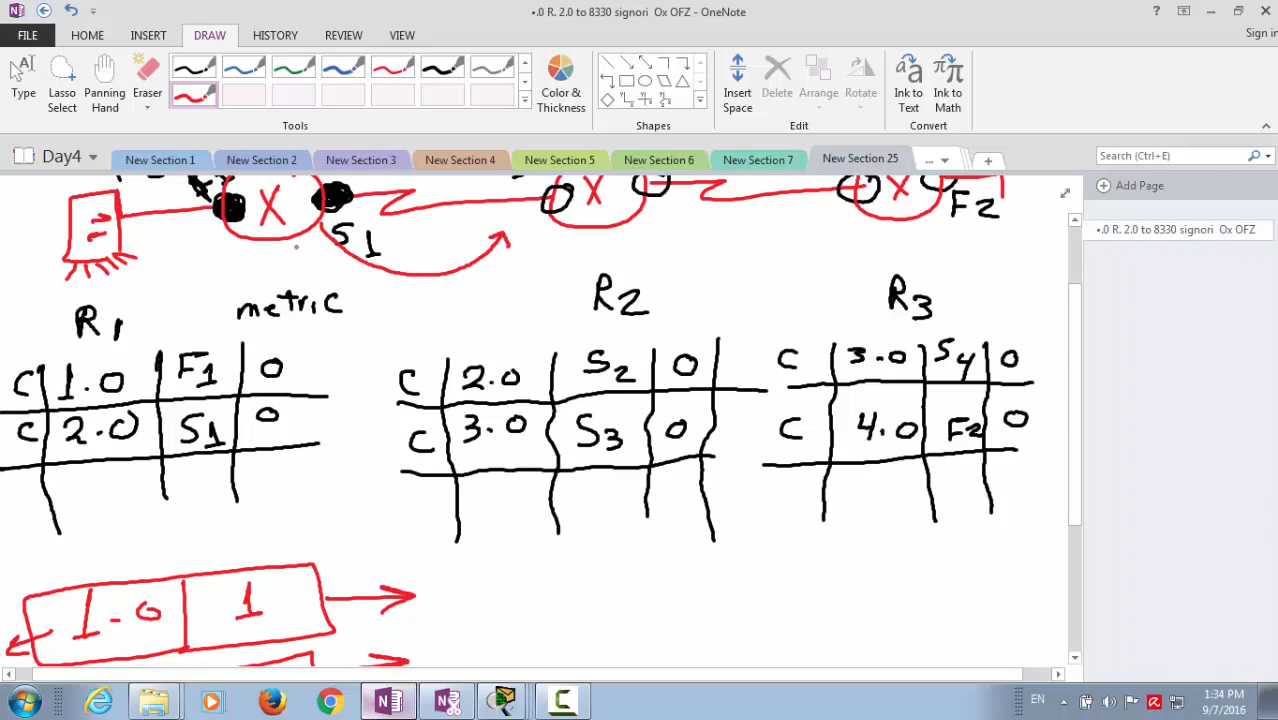 •.0 R. 2.0 to 8330 signori Ox OFZ - OneNote
?
FILE HOME INSERT DRAW HISTORY REVIEW VIEW Sign in
Type Lasso Select Panning Hand Eraser Color & Thickness Insert Space Delete Arrange Rotate Ink to Text Ink to Math
Tools Shapes Edit Convert
Day4 New Section 1 New Section 2 New Section 3 New Section 4 New Section 5 New Section 6 New Section 7 New Section 25 ... + Search (Ctrl+E)
Add Page
•.0 R. 2.0 to 8330 signori Ox OFZ
X X X
F2
S1
R1 metric R2 R3
C 1.0 F1 0
C 2.0 S1 0
C 2.0 S2 0
C 3.0 S3 0
C 3.0 S4 0
C 4.0 F2 0
1.0 1
EN 1:34 PM
9/7/2016